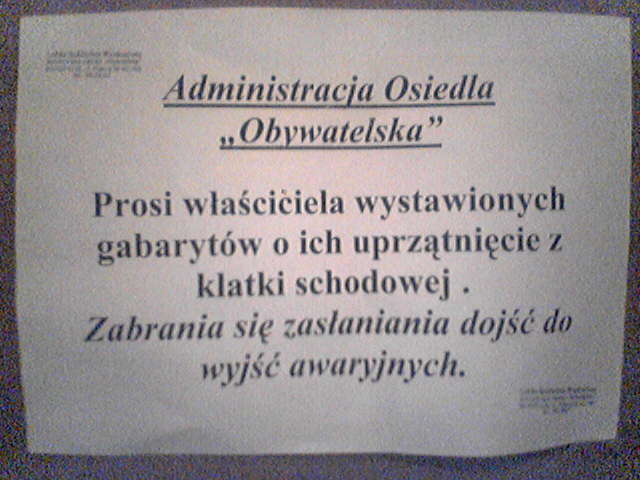 Administracja Osiedla
„Obywatelska”
Prosi właściciela wystawionych
gabarytów o ich uprzątnięcie z
klatki schodowej .
Zabrania się zasłaniania dojść do
wyjść awaryjnych.